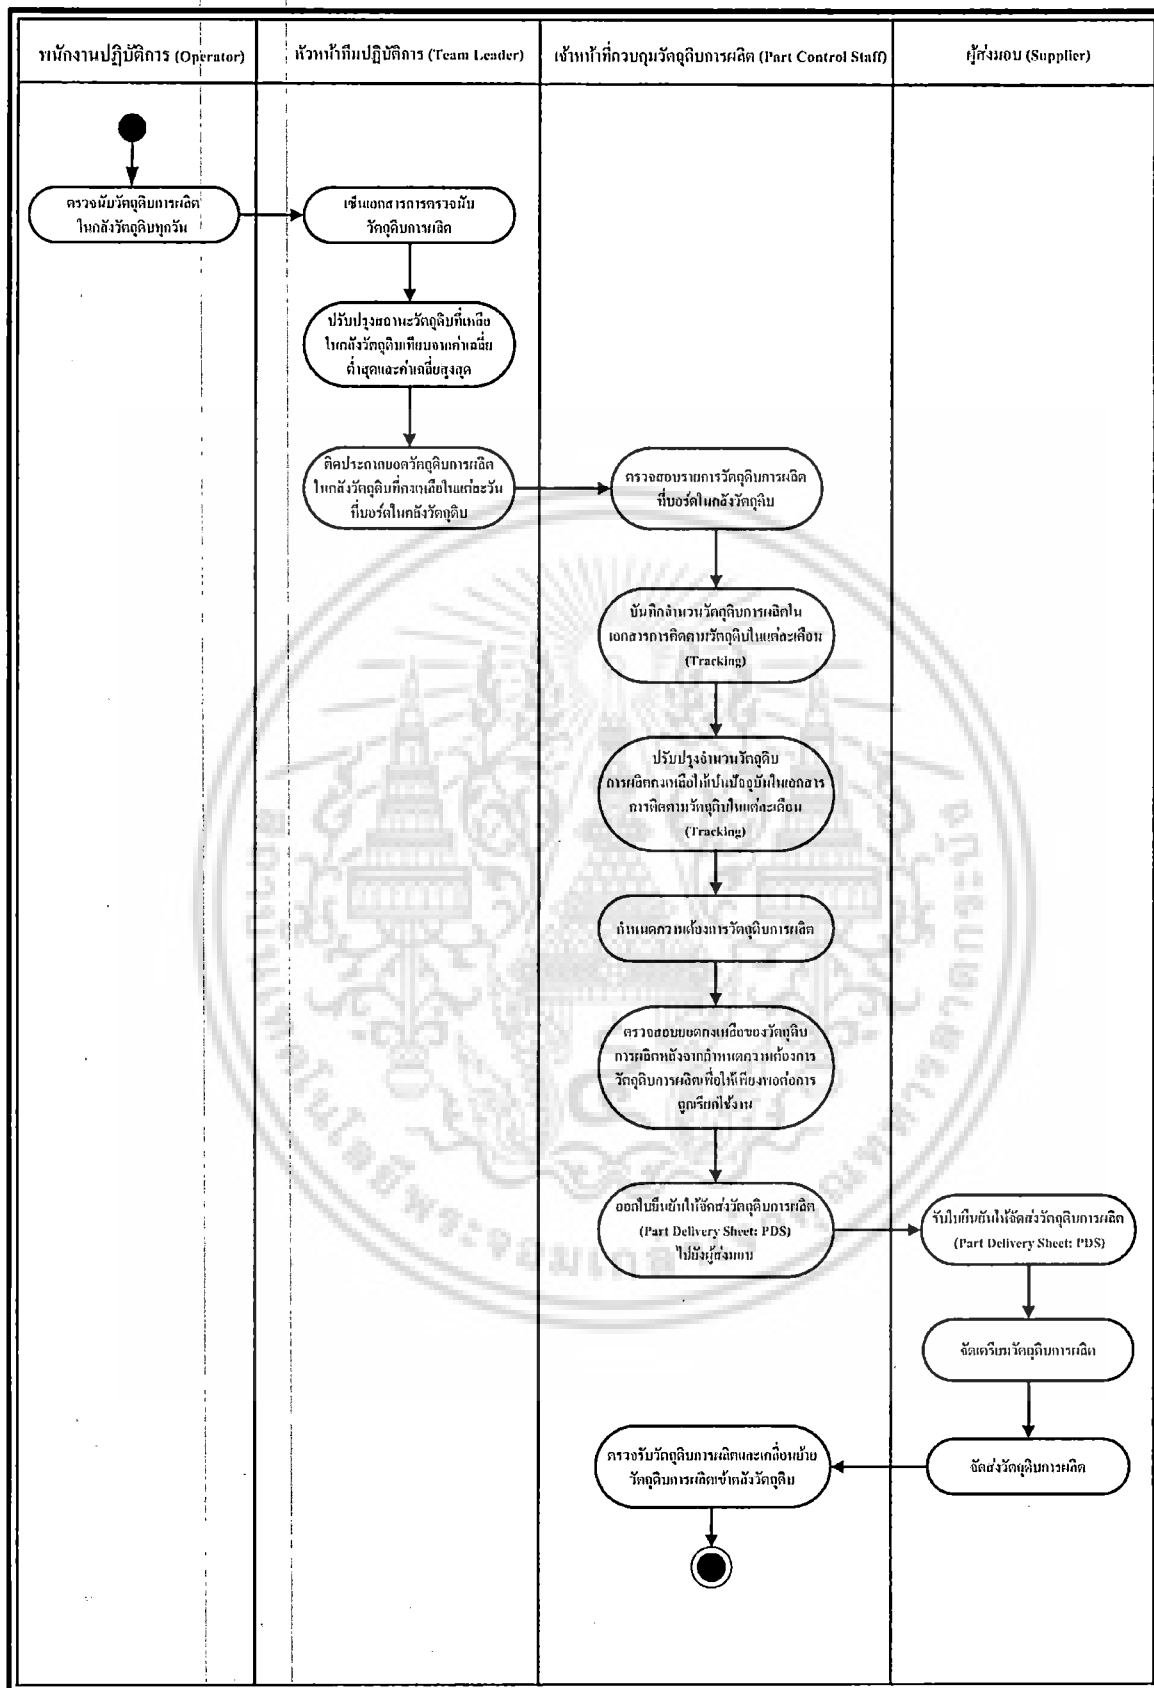 พนักงานปฏิบัติการ (Operator)
หัวหน้าทีมปฏิบัติการ (Team Leader)
เจ้าหน้าที่ควบคุมวัตถุดิบการผลิต (Part Control Staff)
ผู้ส่งมอบ (Supplier)
ตรวจนับวัตถุดิบการผลิต
ในคลังวัตถุดิบทุกวัน
เซ็นเอกสารการตรวจนับ
วัตถุดิบการผลิต
ปรับปรุงสถานะวัตถุดิบที่เหลือ
ในคลังวัตถุดิบเทียบจากค่าเฉลี่ย
ต่ำสุดและค่าเฉลี่ยสูงสุด
ติดประกาศยอดวัตถุดิบการผลิต
ในคลังวัตถุดิบที่คงเหลือในแต่ละวัน
ที่บอร์ดในคลังวัตถุดิบ
ตรวจสอบรายการวัตถุดิบการผลิต
ที่บอร์ดในคลังวัตถุดิบ
บันทึกจำนวนวัตถุดิบการผลิตใน
เอกสารการติดตามวัตถุดิบในแต่ละเดือน
(Tracking)
ปรับปรุงจำนวนวัตถุดิบ
การผลิตคงเหลือให้เป็นปัจจุบันในเอกสาร
การติดตามวัตถุดิบในแต่ละเดือน
(Tracking)
กำหนดความต้องการวัตถุดิบการผลิต
ตรวจสอบยอดคงเหลือของวัตถุดิบ
การผลิตหลังจากกำหนดความต้องการ
วัตถุดิบการผลิตเพื่อให้เพียงพอต่อการ
ถูกเรียกใช้งาน
ออกใบยืนยันให้จัดส่งวัตถุดิบการผลิต
(Part Delivery Sheet: PDS)
ไปยังผู้ส่งมอบ
รับใบยืนยันให้จัดส่งวัตถุดิบการผลิต
(Part Delivery Sheet: PDS)
จัดเตรียมวัตถุดิบการผลิต
จัดส่งวัตถุดิบการผลิต
ตรวจรับวัตถุดิบการผลิตและเคลื่อนย้าย
วัตถุดิบการผลิตเข้าคลังวัตถุดิบ